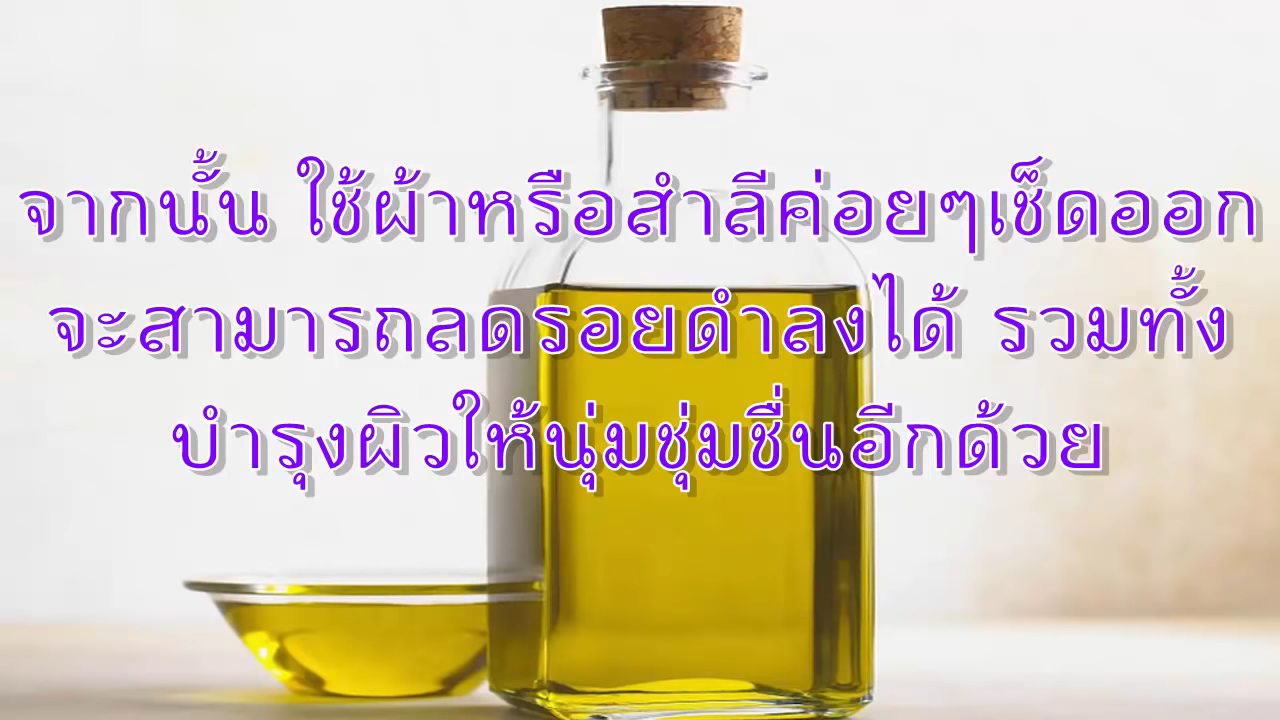 จากนั้น ใช้ผ้าหรือสำลีค่อยๆเช็ดออก
จะสามารถลดรอยดำลงได้ รวมทั้ง
บำรุงผิวให้นุ่มชุ่มชื่นอีกด้วย